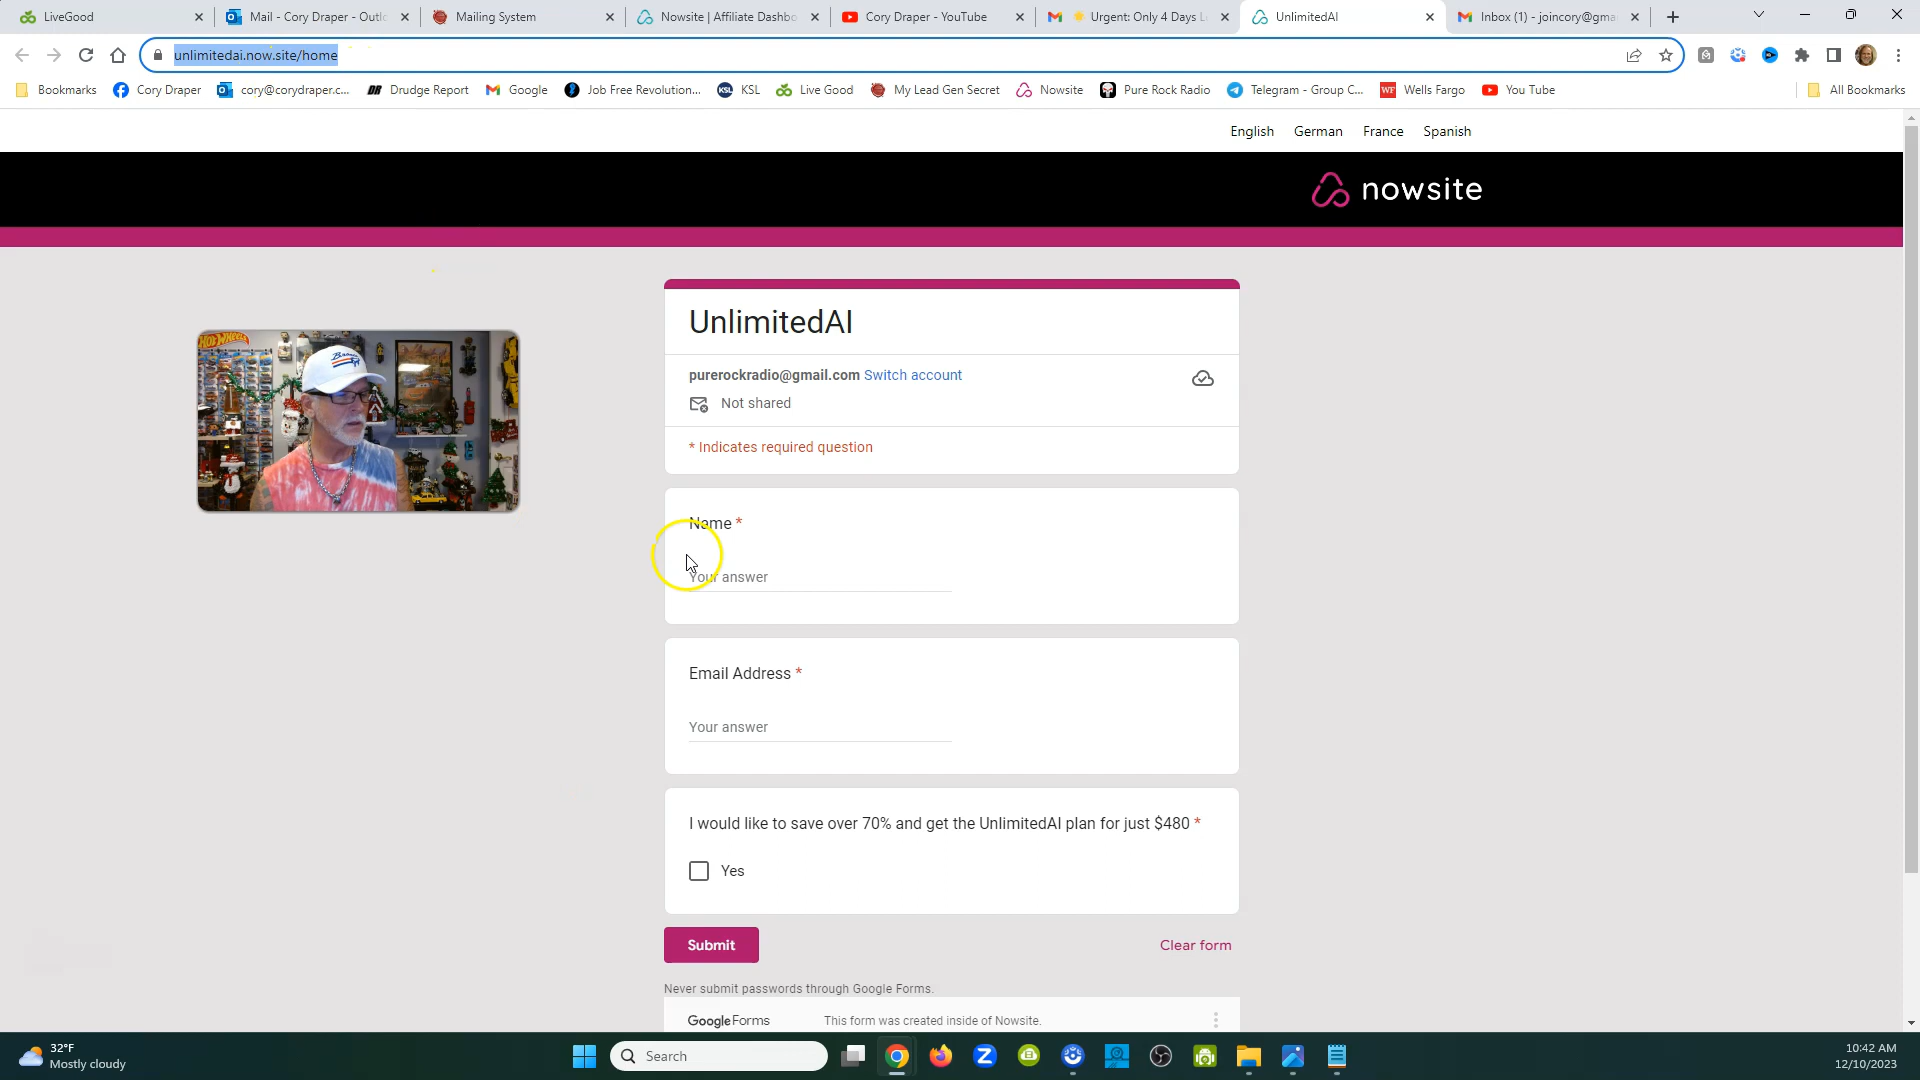 LiveGood
Mail - Cory Draper - Outl
Mailing System
Nowsite | Affiliate Dashbo
Cory Draper - YouTube
Urgent: Only 4 Days L
UnlimitedAI
Inbox (1) - joincory@gma
unlimitedai.now.site/home
Bookmarks
Cory Draper
cory@corydraper.c...
DR Drudge Report
Google
Job Free Revolution...
KSL KSL
Live Good
My Lead Gen Secret
Nowsite
Pure Rock Radio
Telegram - Group C...
WF Wells Fargo
You Tube
All Bookmarks
English German France Spanish
nowsite
HOT WHEELS
UnlimitedAI
purerockradio@gmail.com Switch account
Not shared
* Indicates required question
Name *
Your answer
Email Address *
Your answer
I would like to save over 70% and get the UnlimitedAI plan for just $480 *
Yes
Submit
Clear form
Never submit passwords through Google Forms.
Google Forms
This form was created inside of Nowsite.
32°F
Mostly cloudy
Search
10:42 AM
12/10/2023